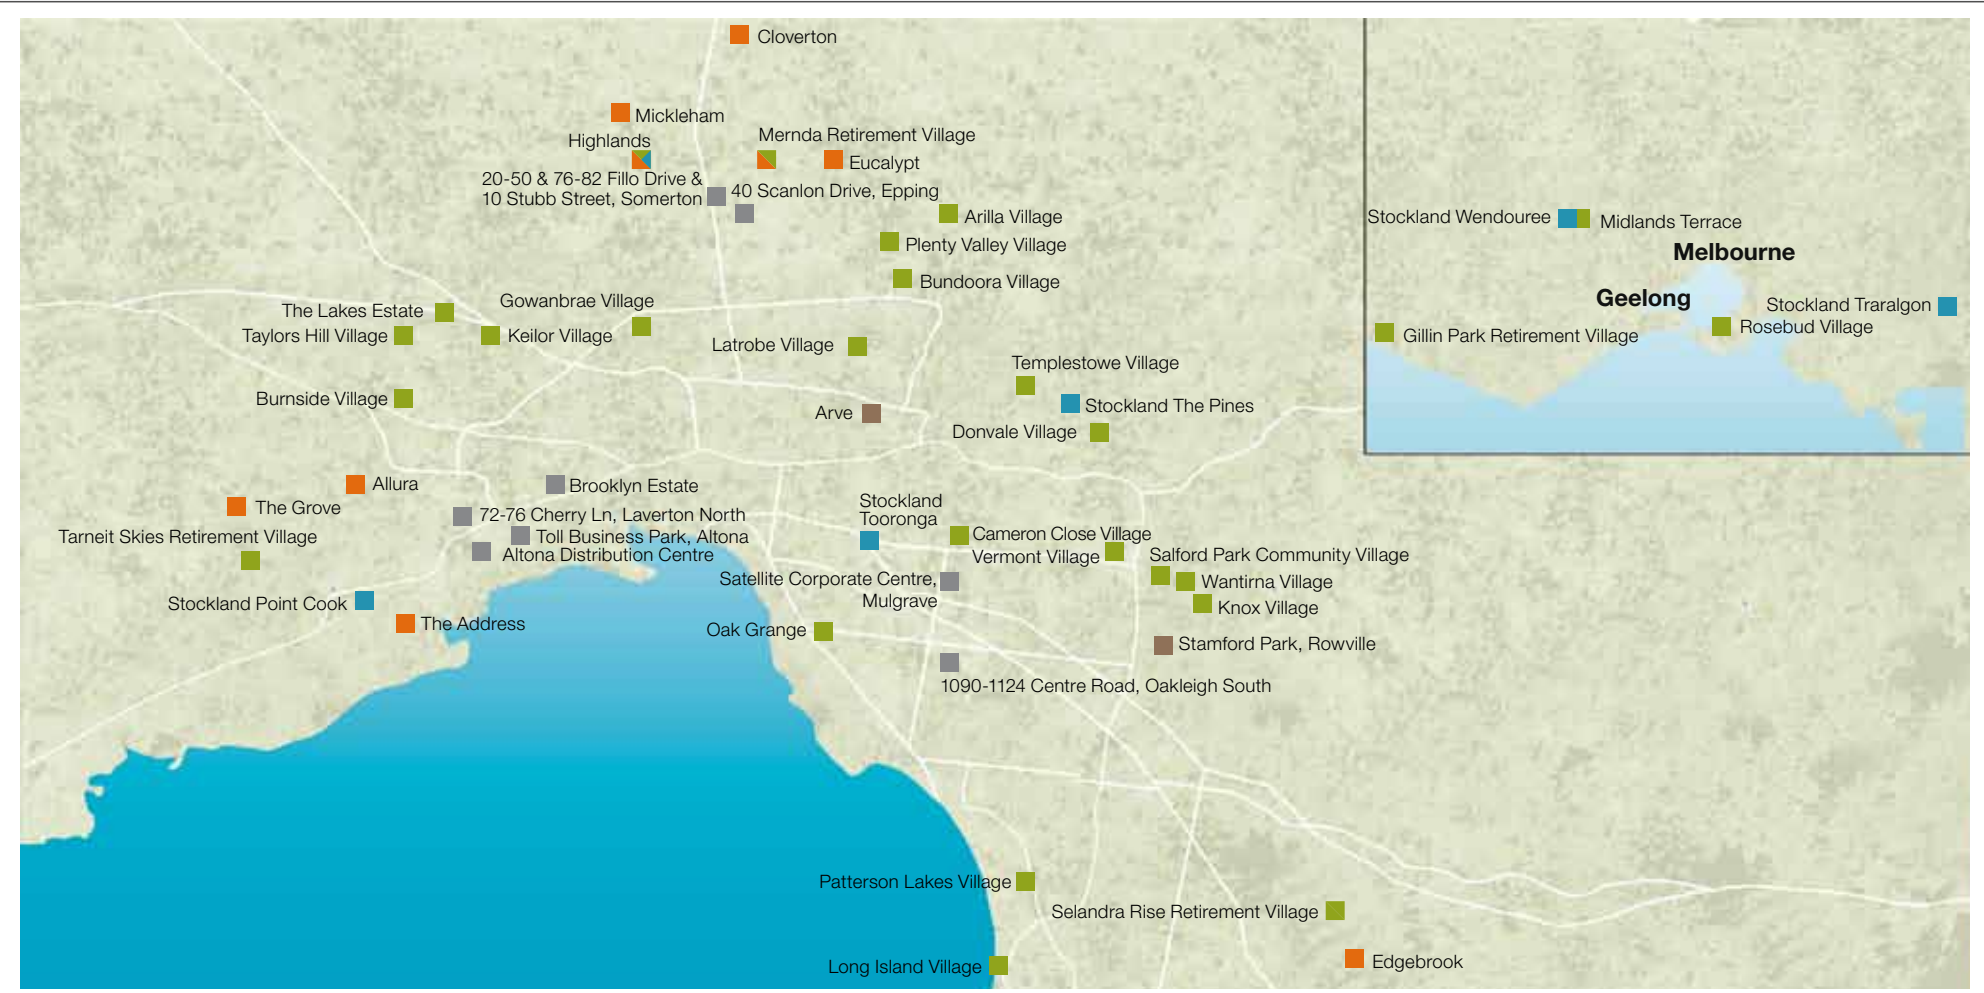 Cloverton
Mickleham
Highlands
Mernda Retirement Village
Eucalypt
20-50 & 76-82 Fillo Drive &
10 Stubb Street, Somerton
40 Scanlon Drive, Epping
Arilla Village
Plenty Valley Village
Bundoora Village
Stockland Wendouree
Midlands Terrace
Melbourne
Geelong
Stockland Traralgon
Rosebud Village
Gillin Park Retirement Village
The Lakes Estate
Gowanbrae Village
Taylors Hill Village
Keilor Village
Latrobe Village
Templestowe Village
Burnside Village
Arve
Stockland The Pines
Donvale Village
Allura
Brooklyn Estate
The Grove
72-76 Cherry Ln, Laverton North
Stockland
Tooronga
Tarneit Skies Retirement Village
Toll Business Park, Altona
Altona Distribution Centre
Cameron Close Village
Vermont Village
Salford Park Community Village
Satellite Corporate Centre,
Mulgrave
Wantirna Village
Knox Village
Stockland Point Cook
The Address
Oak Grange
Stamford Park, Rowville
1090-1124 Centre Road, Oakleigh South
Patterson Lakes Village
Selandra Rise Retirement Village
Edgebrook
Long Island Village